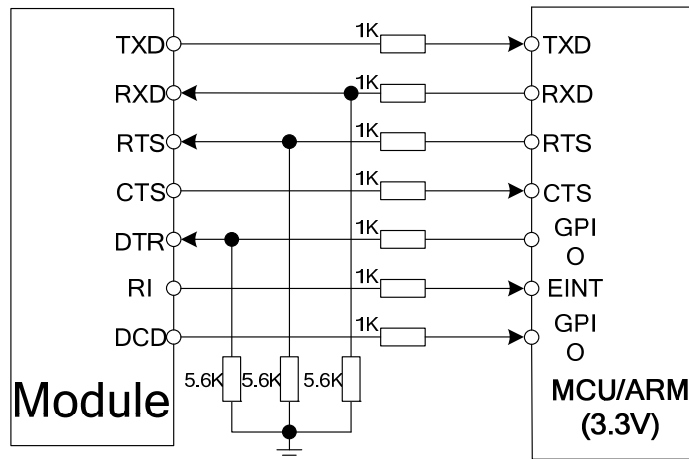 TXD 1K TXD
RXD 1K RXD
RTS 1K RTS
CTS 1K CTS
DTR 1K GPI
O
RI 1K EINT
DCD 1K GPI
O
5.6K 5.6K 5.6K
Module
MCU/ARM
(3.3V)